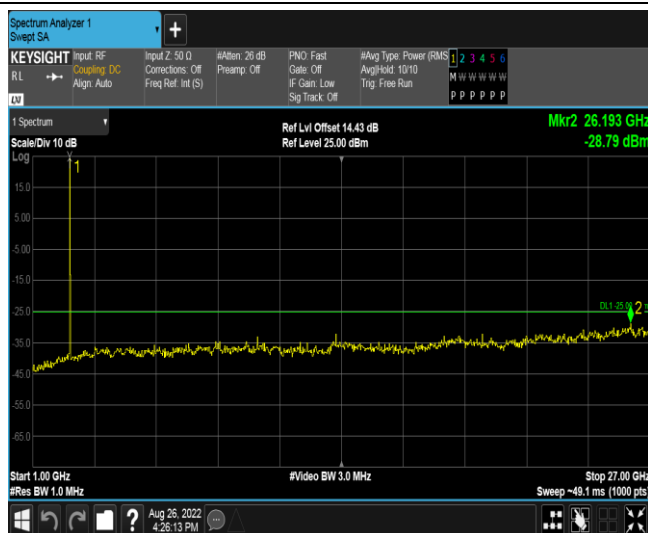 Spectrum Analyzer 1
Swept SA
+
KEYSIGHT Input: RF Input Z: 50 Ω #Atten: 26 dB PNO: Fast #Avg Type: Power (RMS 1 2 3 4 5 6
RL Coupling: DC Corrections: Off Preamp: Off Gate: Off Avg|Hold: 10/10 M W W W W W
Align: Auto Freq Ref: Int (S) IF Gain: Low Trig: Free Run
LXI Sig Track: Off P P P P P P
1 Spectrum Ref Lvl Offset 14.43 dB Mkr2 26.193 GHz
Scale/Div 10 dB Ref Level 25.00 dBm -28.79 dBm
Log
1
15.0
5.00
-5.00
-15.0
-25.0 DL1 -25.00 2
-35.0
-45.0
-55.0
-65.0
Start 1.00 GHz #Video BW 3.0 MHz Stop 27.00 GHz
#Res BW 1.0 MHz Sweep ~49.1 ms (1000 pts)
? Aug 26, 2022
4:26:13 PM